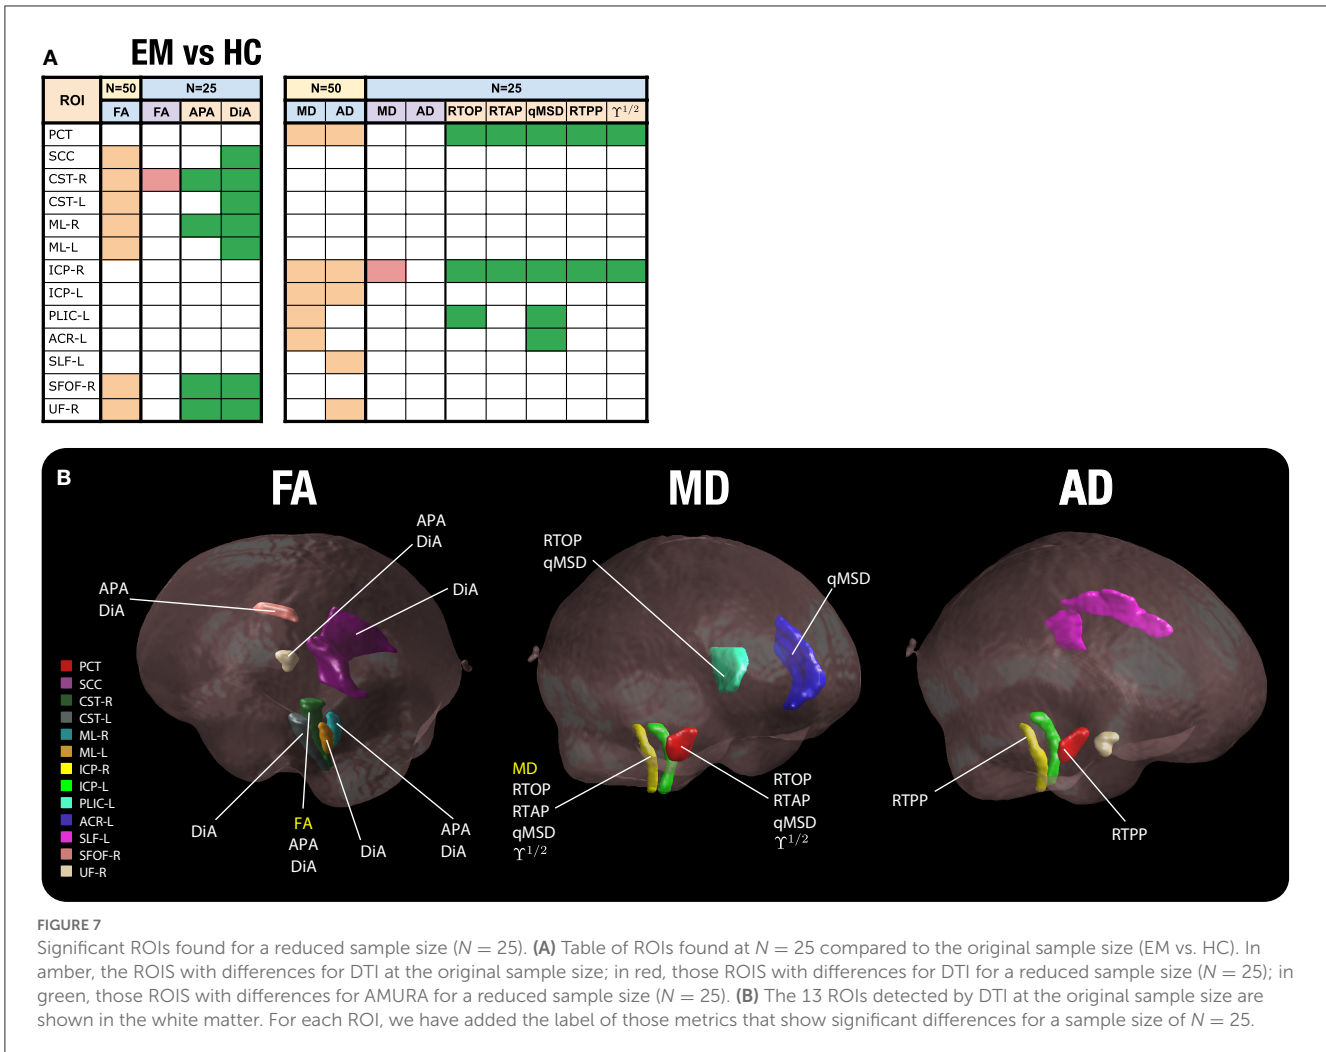 A
EM vs HC
ROI N=50 N=25
FA FA APA DiA
N=50 N=25
MD AD MD AD RTOP RTAP qMSD RTPP ϒ1/2
PCT
SCC
CST-R
CST-L
ML-R
ML-L
ICP-R
ICP-L
PLIC-L
ACR-L
SLF-L
SFOF-R
UF-R
B
FA
MD
AD
APA
DiA
APA
DiA
DiA
DiA
FA
APA
DiA
DiA
APA
DiA
RTOP
qMSD
qMSD
MD
RTOP
RTAP
qMSD
ϒ1/2
RTOP
RTAP
qMSD
ϒ1/2
RTPP
RTPP
PCT
SCC
CST-R
CST-L
ML-R
ML-L
ICP-R
ICP-L
PLIC-L
ACR-L
SLF-L
SFOF-R
UF-R
FIGURE 7
Significant ROIs found for a reduced sample size (N = 25). (A) Table of ROIs found at N = 25 compared to the original sample size (EM vs. HC). In
amber, the ROIS with differences for DTI at the original sample size; in red, those ROIS with differences for DTI for a reduced sample size (N = 25); in
green, those ROIS with differences for AMURA for a reduced sample size (N = 25). (B) The 13 ROIs detected by DTI at the original sample size are
shown in the white matter. For each ROI, we have added the label of those metrics that show significant differences for a sample size of N = 25.